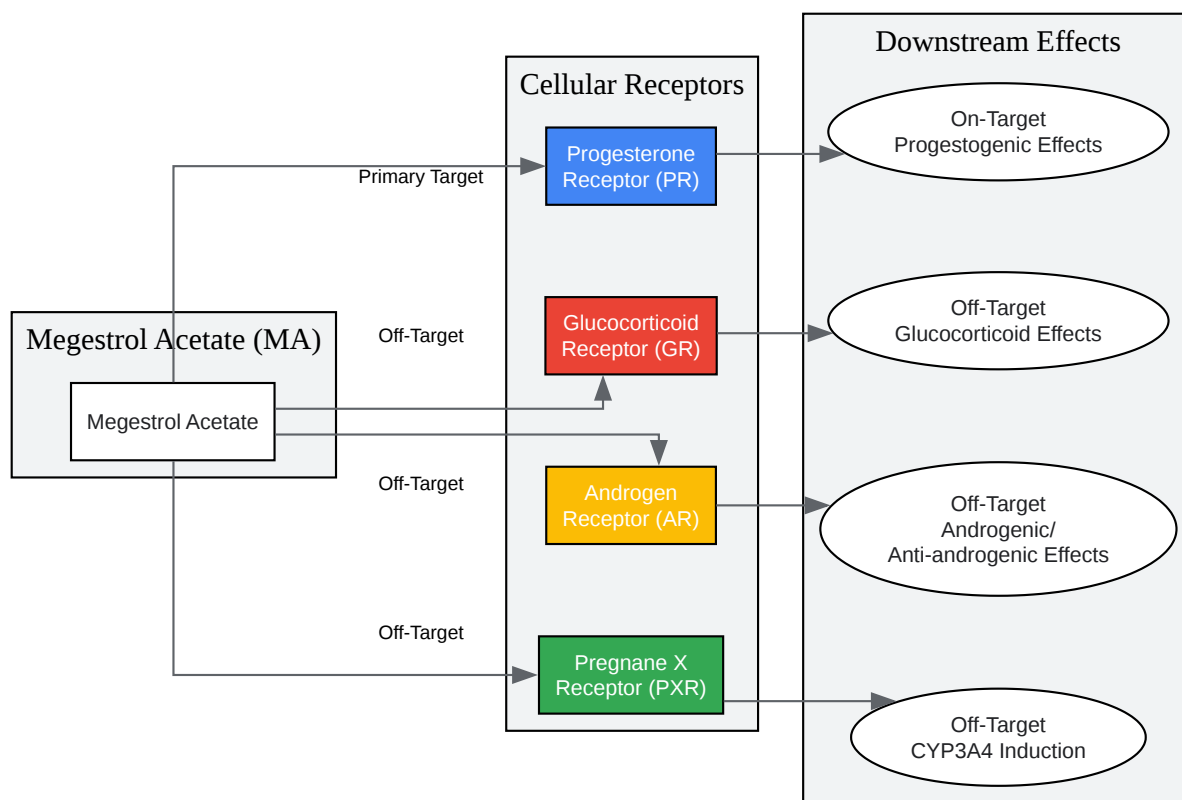 Downstream Effects
Cellular Receptors
On-Target
Progestogenic Effects
Progesterone
Receptor (PR)
Primary Target
Off-Target
Glucocorticoid Effects
Glucocorticoid
Receptor (GR)
Off-Target
Megestrol Acetate (MA)
Megestrol Acetate
Off-Target
Androgen
Receptor (AR)
Off-Target
Androgenic/
Anti-androgenic Effects
Off-Target
Pregnane X
Receptor (PXR)
Off-Target
CYP3A4 Induction